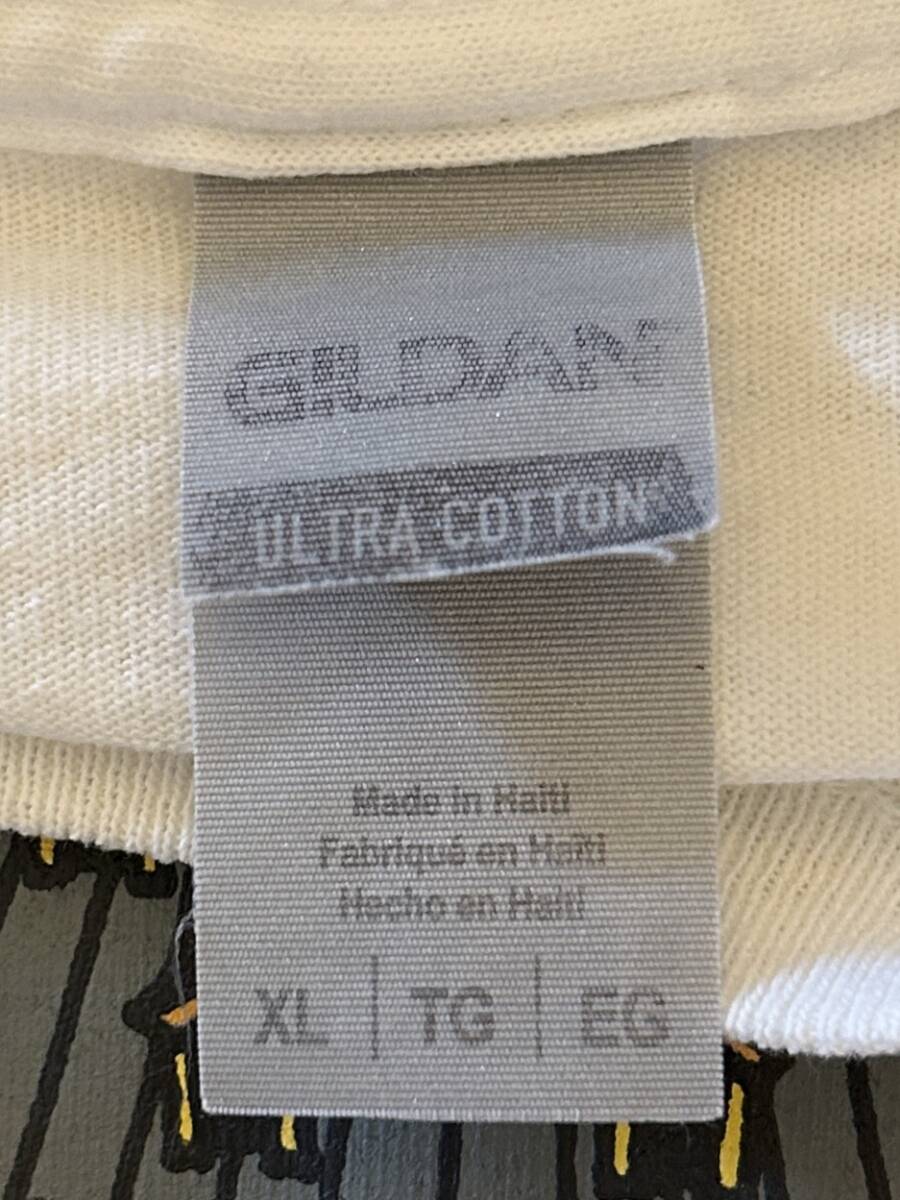 GILDAN
ULTRA COTTON
Made in Haiti
Fabriqué en Haïti
Hecho en Haití
XL | TG | EG